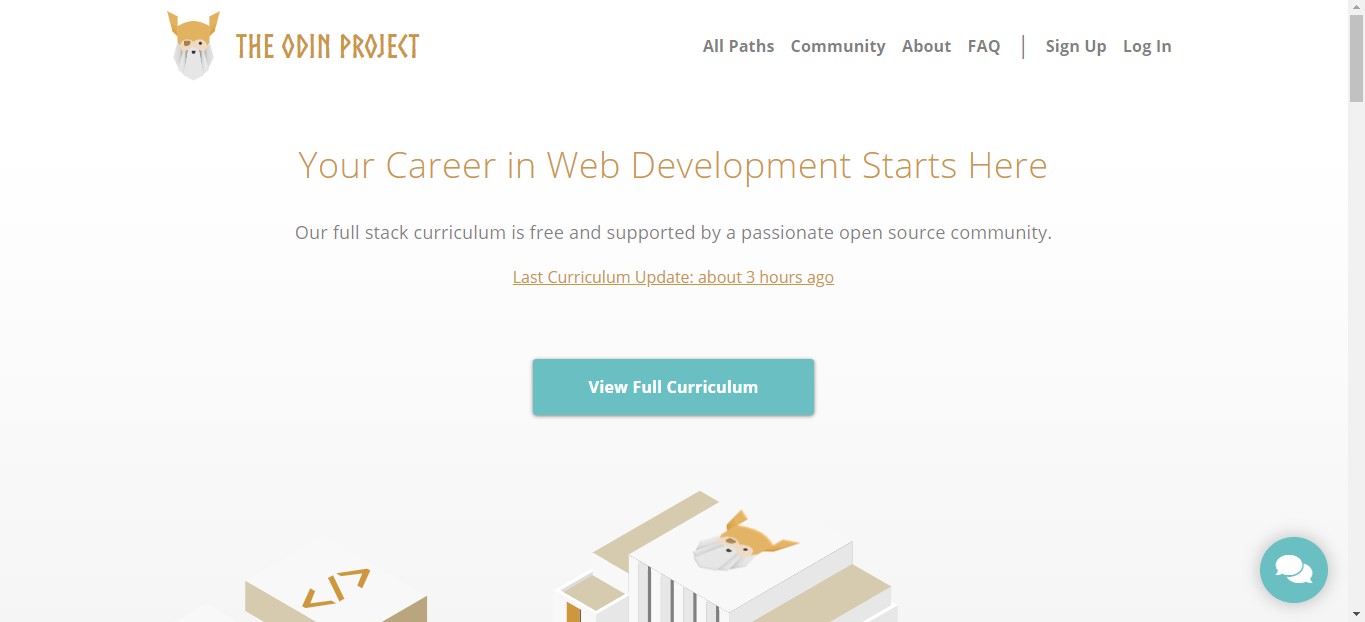 THE ODIN PROJECT
All Paths Community About FAQ | Sign Up Log In
Your Career in Web Development Starts Here
Our full stack curriculum is free and supported by a passionate open source community.
Last Curriculum Update: about 3 hours ago
View Full Curriculum
</>